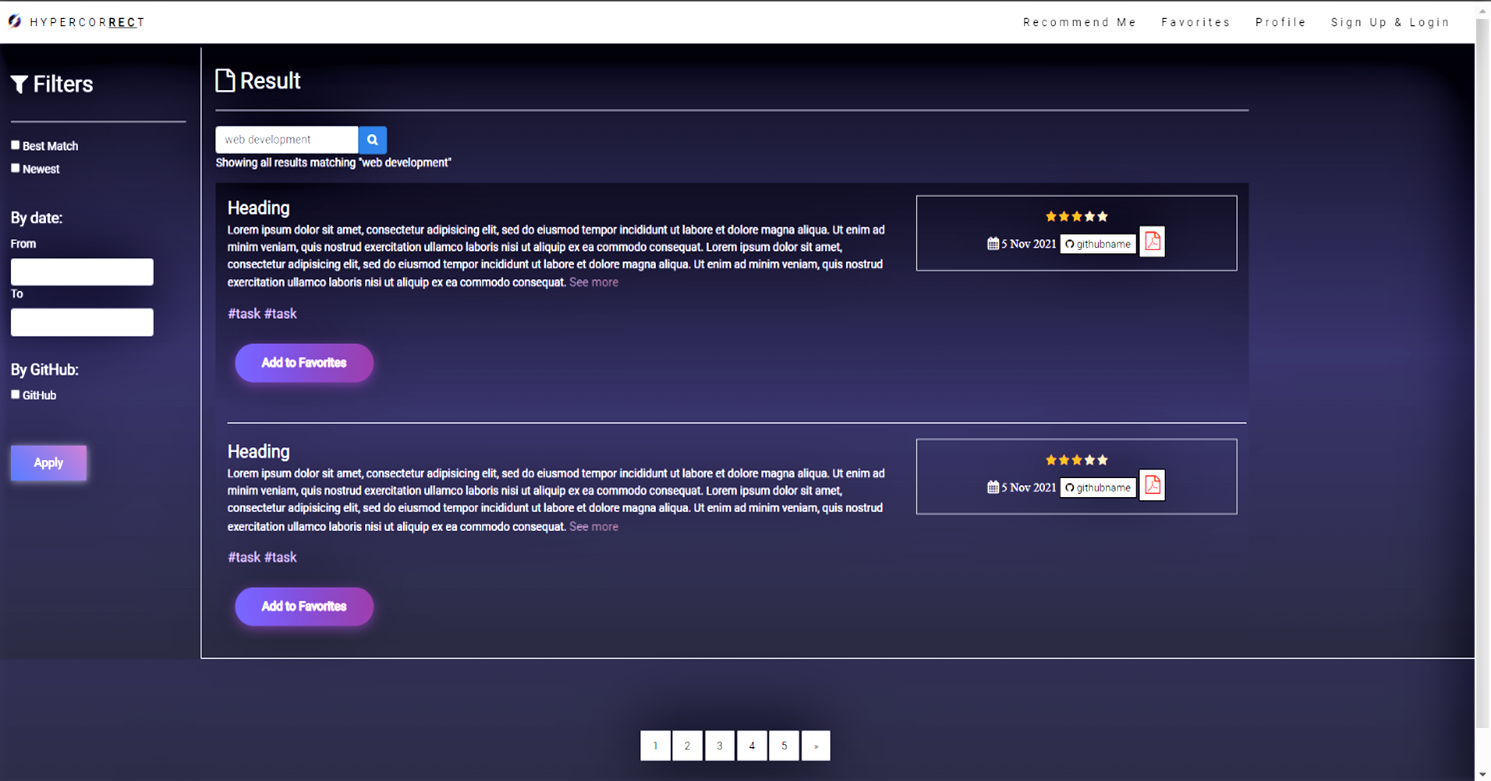 HYPERCORRECT
Recommend Me Favorites Profile Sign Up & Login
Filters
Best Match
Newest
By date:
From
To
By GitHub:
GitHub
Apply
Result
web development
Showing all results matching "web development"
Heading
Lorem ipsum dolor sit amet, consectetur adipisicing elit, sed do eiusmod tempor incididunt ut labore et dolore magna aliqua. Ut enim ad
minim veniam, quis nostrud exercitation ullamco laboris nisi ut aliquip ex ea commodo consequat. Lorem ipsum dolor sit amet,
consectetur adipisicing elit, sed do eiusmod tempor incididunt ut labore et dolore magna aliqua. Ut enim ad minim veniam, quis nostrud
exercitation ullamco laboris nisi ut aliquip ex ea commodo consequat. See more
#task #task
Add to Favorites
5 Nov 2021 githubname
Heading
Lorem ipsum dolor sit amet, consectetur adipisicing elit, sed do eiusmod tempor incididunt ut labore et dolore magna aliqua. Ut enim ad
minim veniam, quis nostrud exercitation ullamco laboris nisi ut aliquip ex ea commodo consequat. Lorem ipsum dolor sit amet,
consectetur adipisicing elit, sed do eiusmod tempor incididunt ut labore et dolore magna aliqua. Ut enim ad minim veniam, quis nostrud
exercitation ullamco laboris nisi ut aliquip ex ea commodo consequat. See more
#task #task
Add to Favorites
5 Nov 2021 githubname
1 2 3 4 5 »